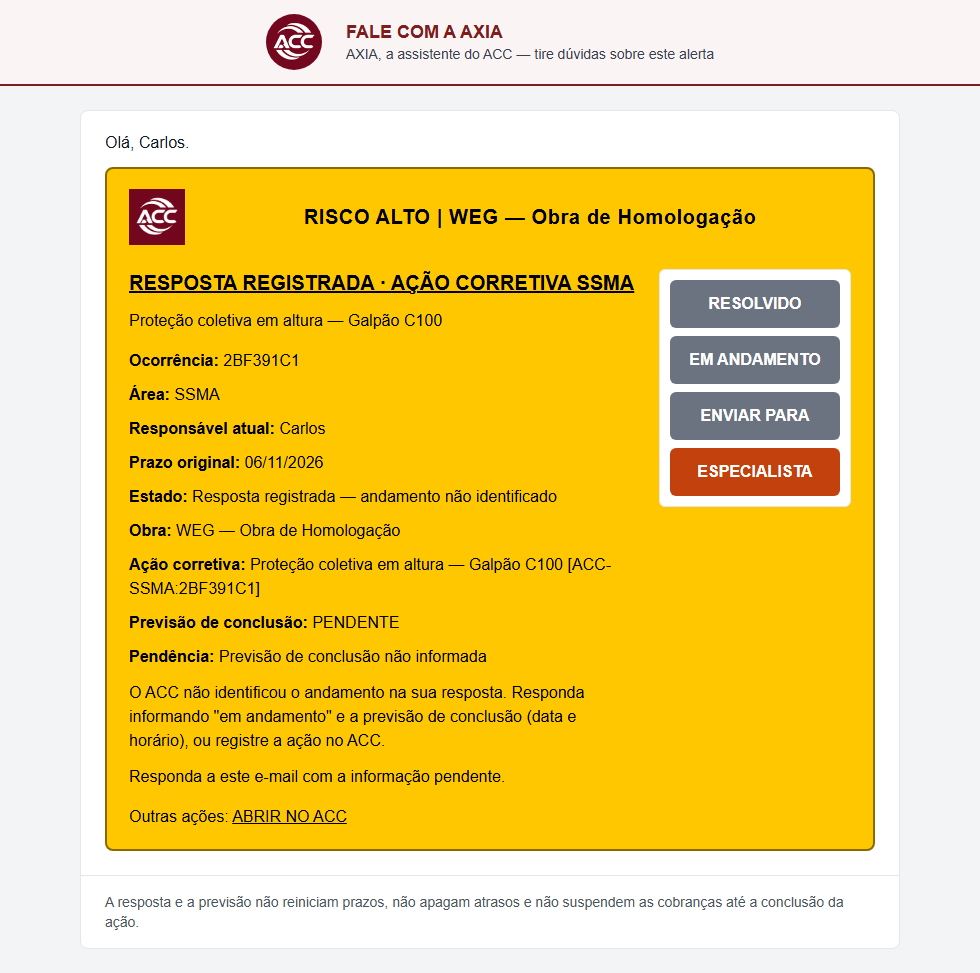 ACC
FALE COM A AXIA
AXIA, a assistente do ACC — tire dúvidas sobre este alerta
Olá, Carlos.
ACC
RISCO ALTO | WEG — Obra de Homologação
RESPOSTA REGISTRADA · AÇÃO CORRETIVA SSMA
Proteção coletiva em altura — Galpão C100
Ocorrência: 2BF391C1
Área: SSMA
Responsável atual: Carlos
Prazo original: 06/11/2026
Estado: Resposta registrada — andamento não identificado
Obra: WEG — Obra de Homologação
Ação corretiva: Proteção coletiva em altura — Galpão C100 [ACC-
SSMA:2BF391C1]
Previsão de conclusão: PENDENTE
Pendência: Previsão de conclusão não informada
O ACC não identificou o andamento na sua resposta. Responda
informando "em andamento" e a previsão de conclusão (data e
horário), ou registre a ação no ACC.
Responda a este e-mail com a informação pendente.
Outras ações: ABRIR NO ACC
RESOLVIDO
EM ANDAMENTO
ENVIAR PARA
ESPECIALISTA
A resposta e a previsão não reiniciam prazos, não apagam atrasos e não suspendem as cobranças até a conclusão da
ação.